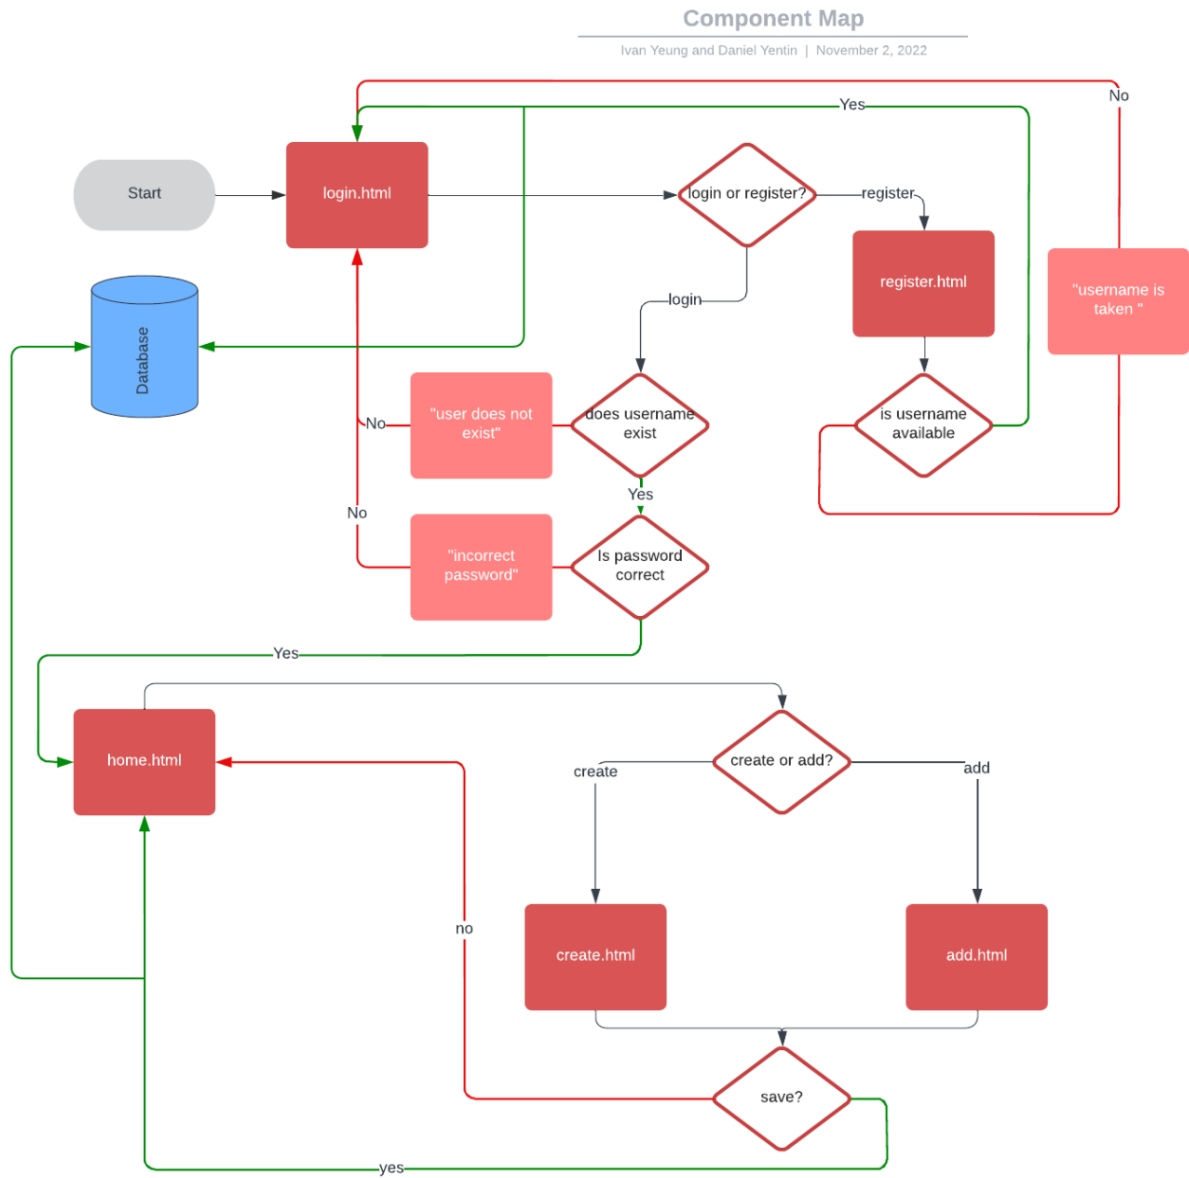 Component Map
Ivan Yeung and Daniel Yentin | November 2, 2022
No
Yes
Start
login.html
login or register?
register
register.html
"username is
taken "
login
Database
"user does not
exist"
No
does username
exist
is username
available
Yes
No
"incorrect
password"
Is password
correct
Yes
home.html
create or add?
create
add
no
create.html
add.html
save?
yes